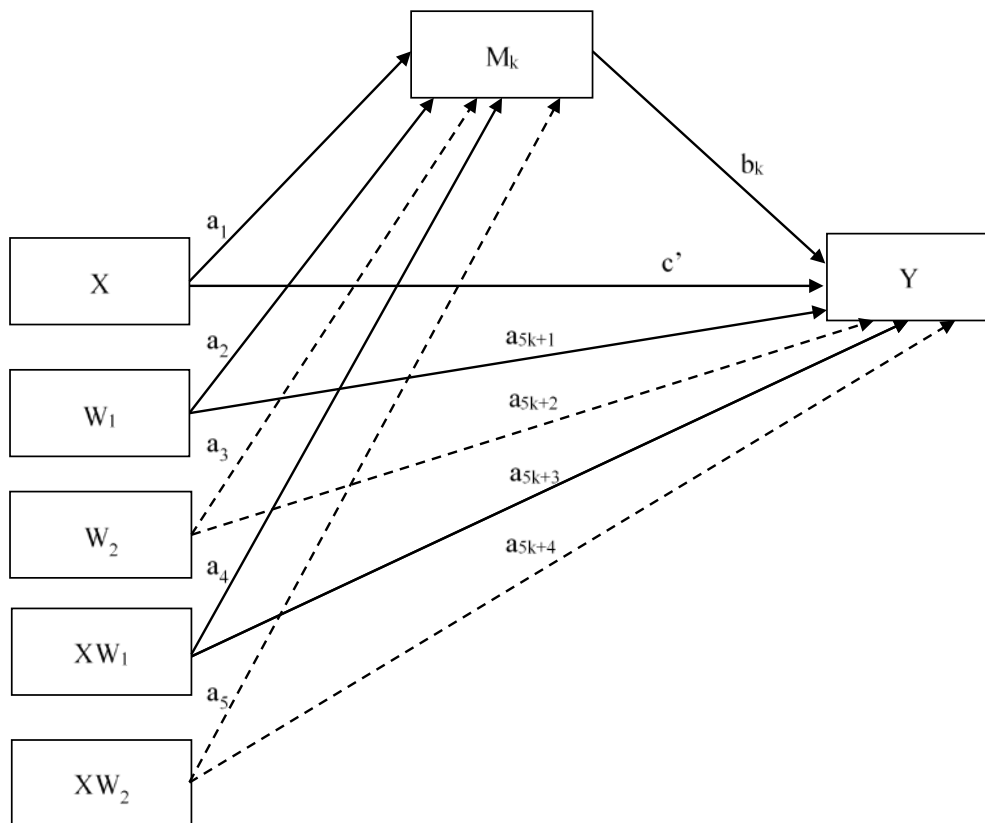 Mₖ
bₖ
a₁
X
c’
Y
a₂
a₅ₖ₊₁
W₁
a₅ₖ₊₂
a₃
a₅ₖ₊₃
W₂
a₅ₖ₊₄
a₄
XW₁
a₅
XW₂